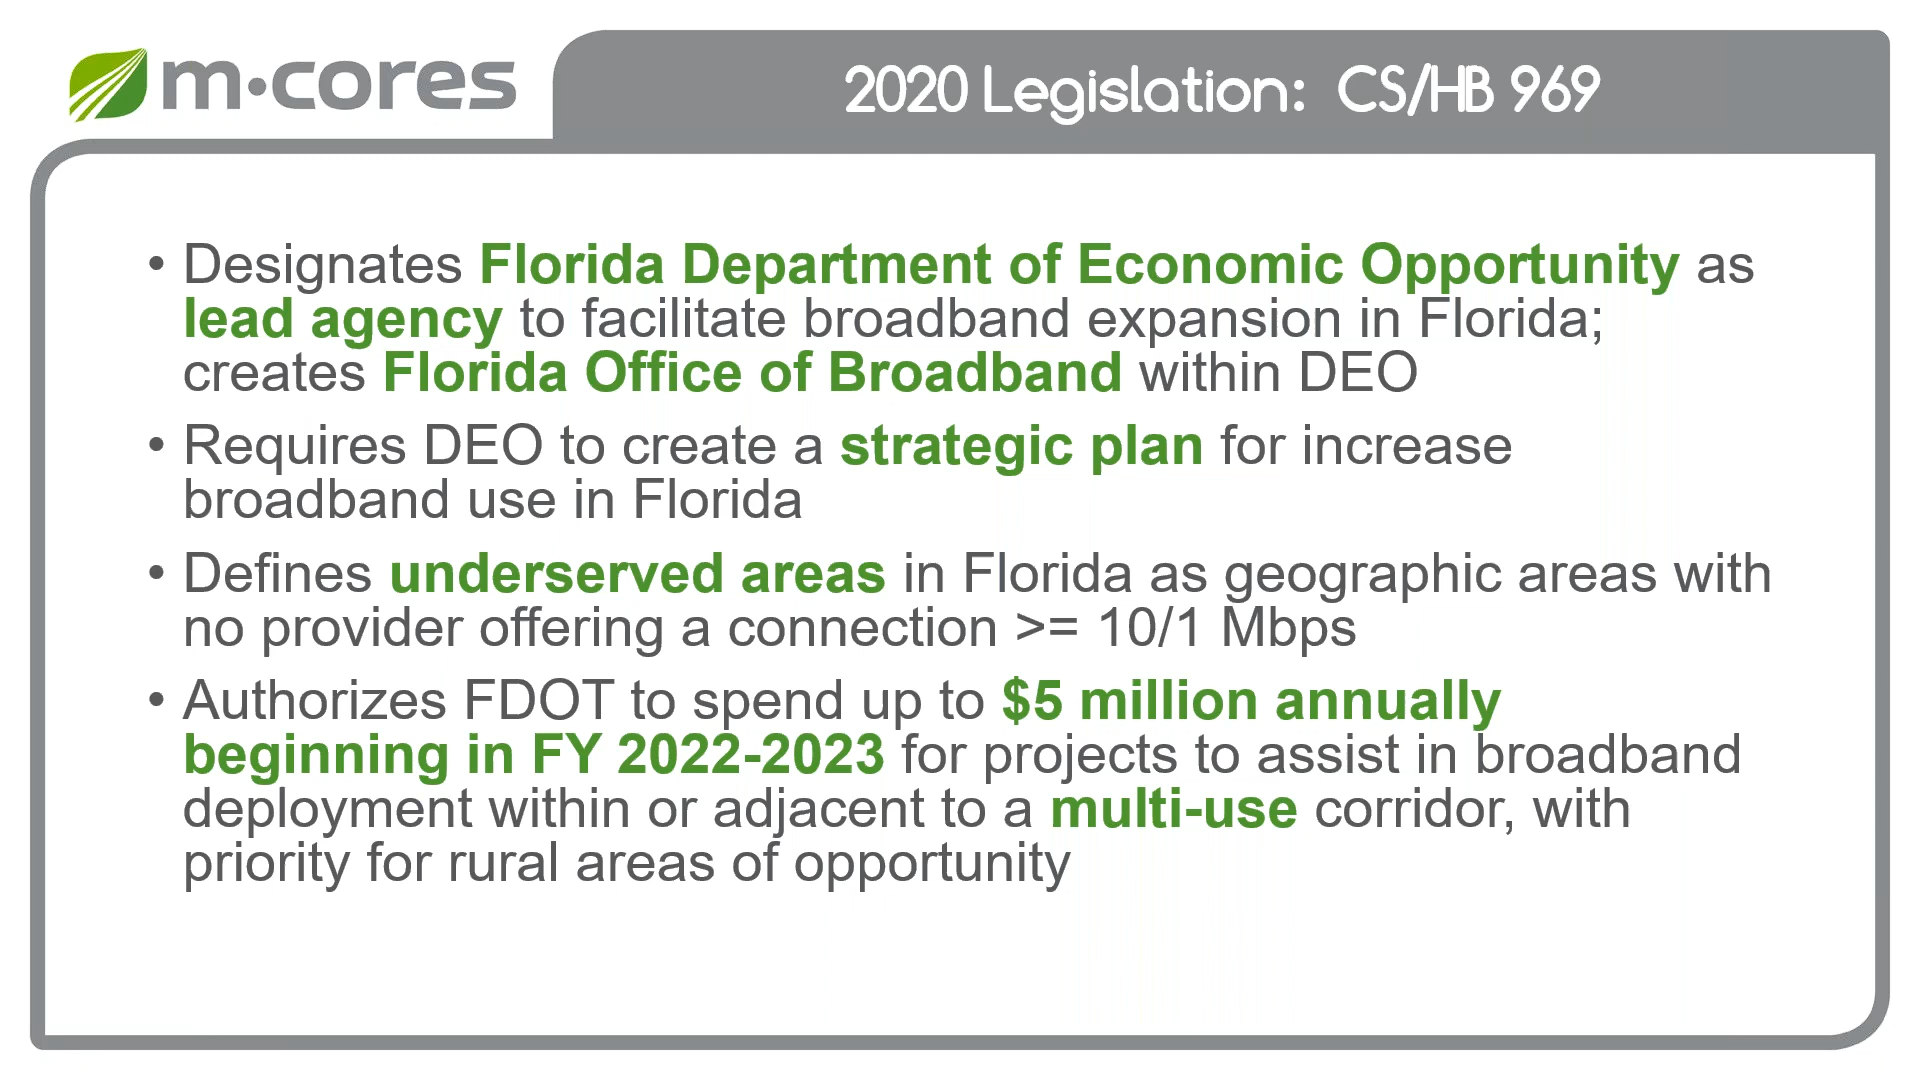 m•cores
2020 Legislation: CS/HB 969
• Designates Florida Department of Economic Opportunity as
lead agency to facilitate broadband expansion in Florida;
creates Florida Office of Broadband within DEO
• Requires DEO to create a strategic plan for increase
broadband use in Florida
• Defines underserved areas in Florida as geographic areas with
no provider offering a connection >= 10/1 Mbps
• Authorizes FDOT to spend up to $5 million annually
beginning in FY 2022-2023 for projects to assist in broadband
deployment within or adjacent to a multi-use corridor, with
priority for rural areas of opportunity